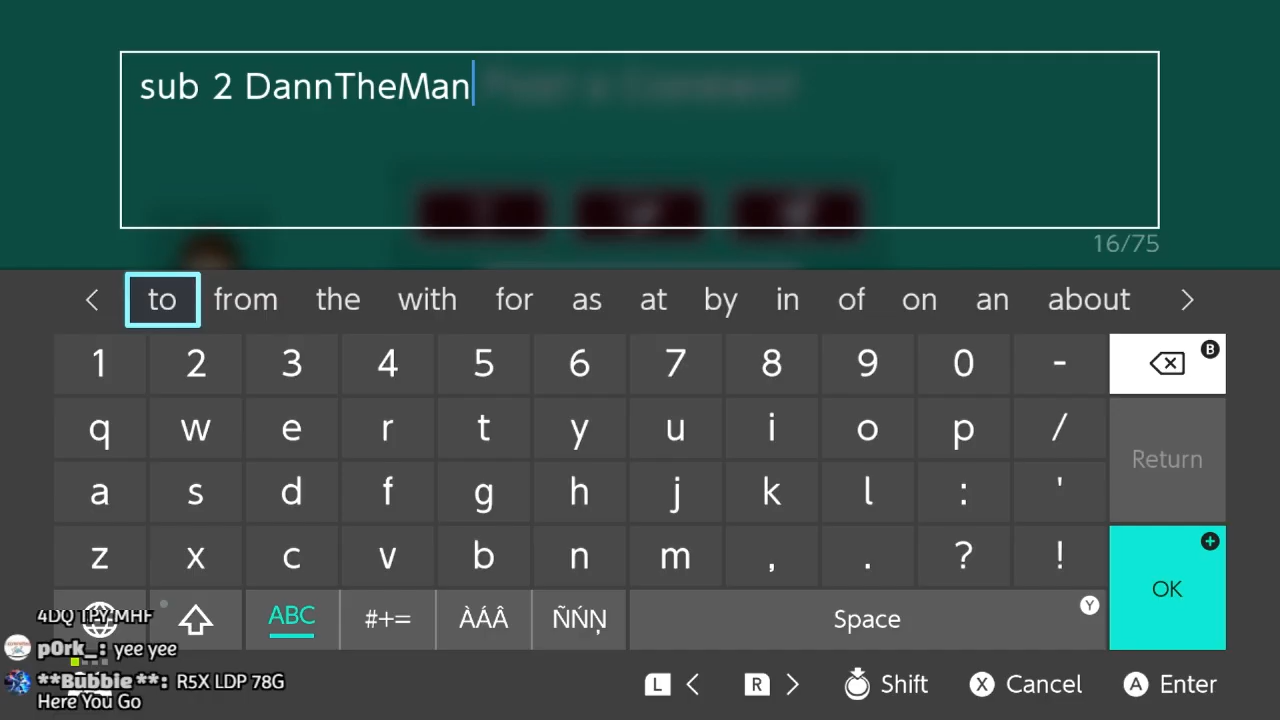 sub 2 DannTheMan
Post a Comment
16/75
to from the with for as at by in of on an about
1 2 3 4 5 6 7 8 9 0 - B
q w e r t y u i o p /
Return
a s d f g h j k l : '
z x c v b n m , . ? ! +
OK
ABC #+= ÀÁÂ ÑŃŅ Space Y
4DQ TPY MHF
p0rk_: yee yee
**Bubble**: R5X LDP 78G
Here You Go
L R Shift X Cancel A Enter